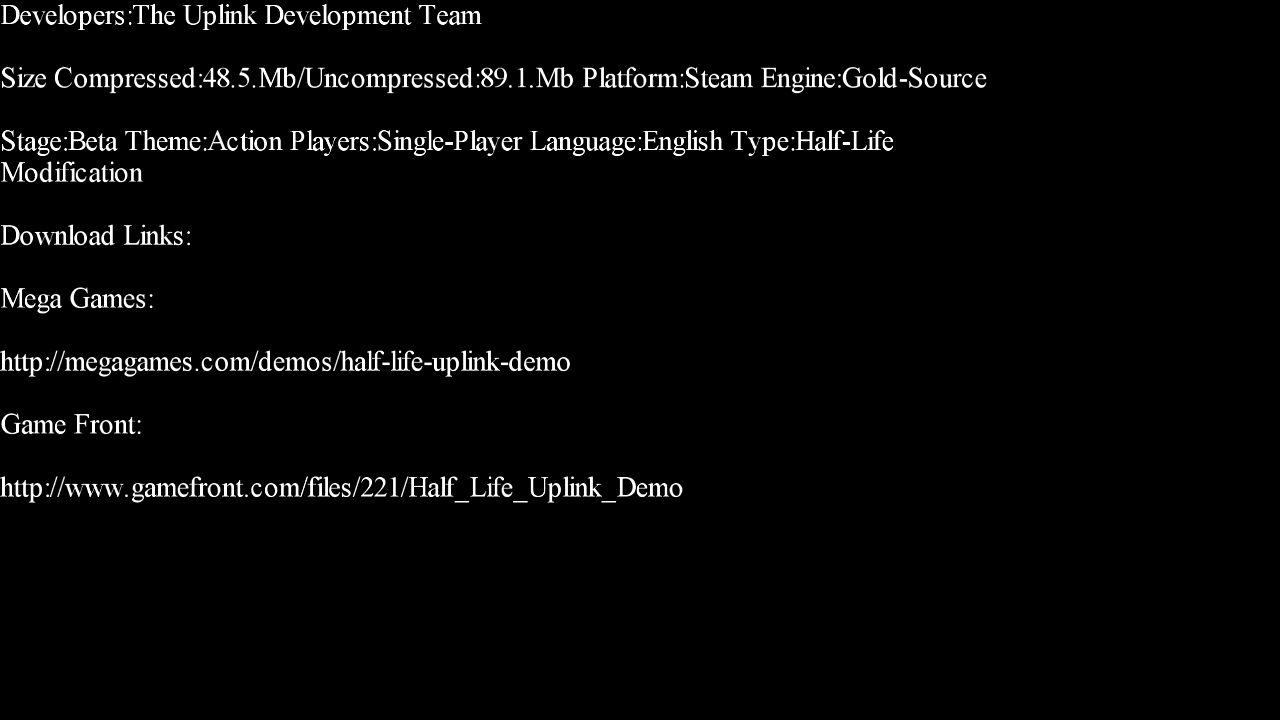 Developers:The Uplink Development Team
Size Compressed:48.5.Mb/Uncompressed:89.1.Mb Platform:Steam Engine:Gold-Source
Stage:Beta Theme:Action Players:Single-Player Language:English Type:Half-Life
Modification
Download Links:
Mega Games:
http://megagames.com/demos/half-life-uplink-demo
Game Front:
http://www.gamefront.com/files/221/Half_Life_Uplink_Demo